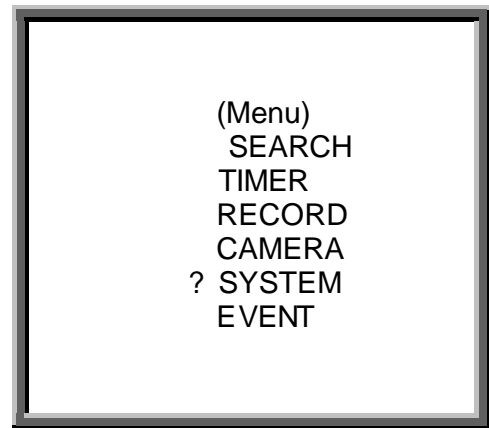 (Menu)
SEARCH
TIMER
RECORD
CAMERA
? SYSTEM
EVENT